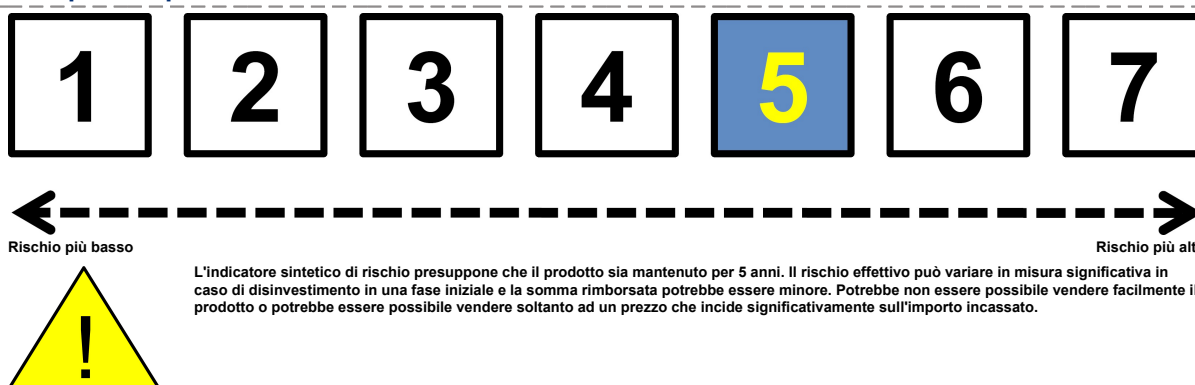 1 2 3 4 5 6 7
Rischio più basso Rischio più alt
L'indicatore sintetico di rischio presuppone che il prodotto sia mantenuto per 5 anni. Il rischio effettivo può variare in misura significativa in
caso di disinvestimento in una fase iniziale e la somma rimborsata potrebbe essere minore. Potrebbe non essere possibile vendere facilmente il
prodotto o potrebbe essere possibile vendere soltanto ad un prezzo che incide significativamente sull'importo incassato.
!